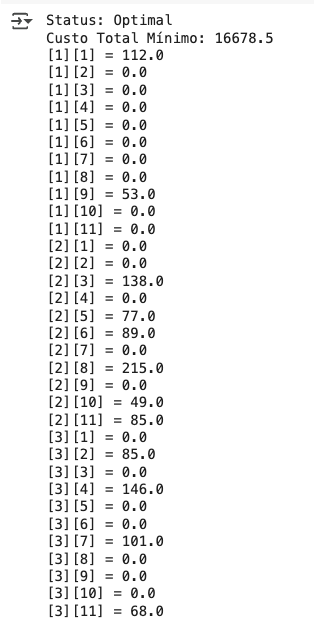 Status: Optimal
Custo Total Mínimo: 16678.5
[1][1] = 112.0
[1][2] = 0.0
[1][3] = 0.0
[1][4] = 0.0
[1][5] = 0.0
[1][6] = 0.0
[1][7] = 0.0
[1][8] = 0.0
[1][9] = 53.0
[1][10] = 0.0
[1][11] = 0.0
[2][1] = 0.0
[2][2] = 0.0
[2][3] = 138.0
[2][4] = 0.0
[2][5] = 77.0
[2][6] = 89.0
[2][7] = 0.0
[2][8] = 215.0
[2][9] = 0.0
[2][10] = 49.0
[2][11] = 85.0
[3][1] = 0.0
[3][2] = 85.0
[3][3] = 0.0
[3][4] = 146.0
[3][5] = 0.0
[3][6] = 0.0
[3][7] = 101.0
[3][8] = 0.0
[3][9] = 0.0
[3][10] = 0.0
[3][11] = 68.0